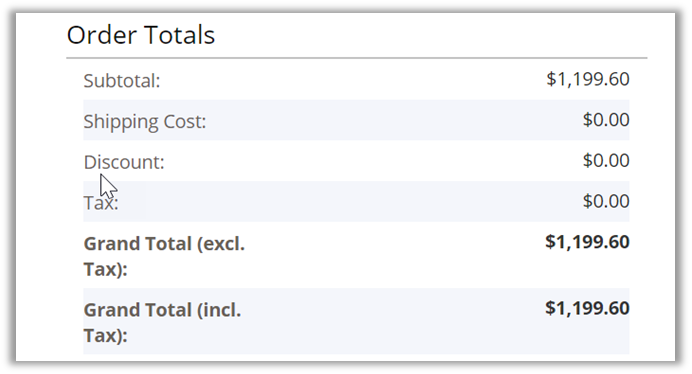 Order Totals
Subtotal: $1,199.60
Shipping Cost: $0.00
Discount: $0.00
Tax: $0.00
Grand Total (excl. $1,199.60
Tax):
Grand Total (incl. $1,199.60
Tax):